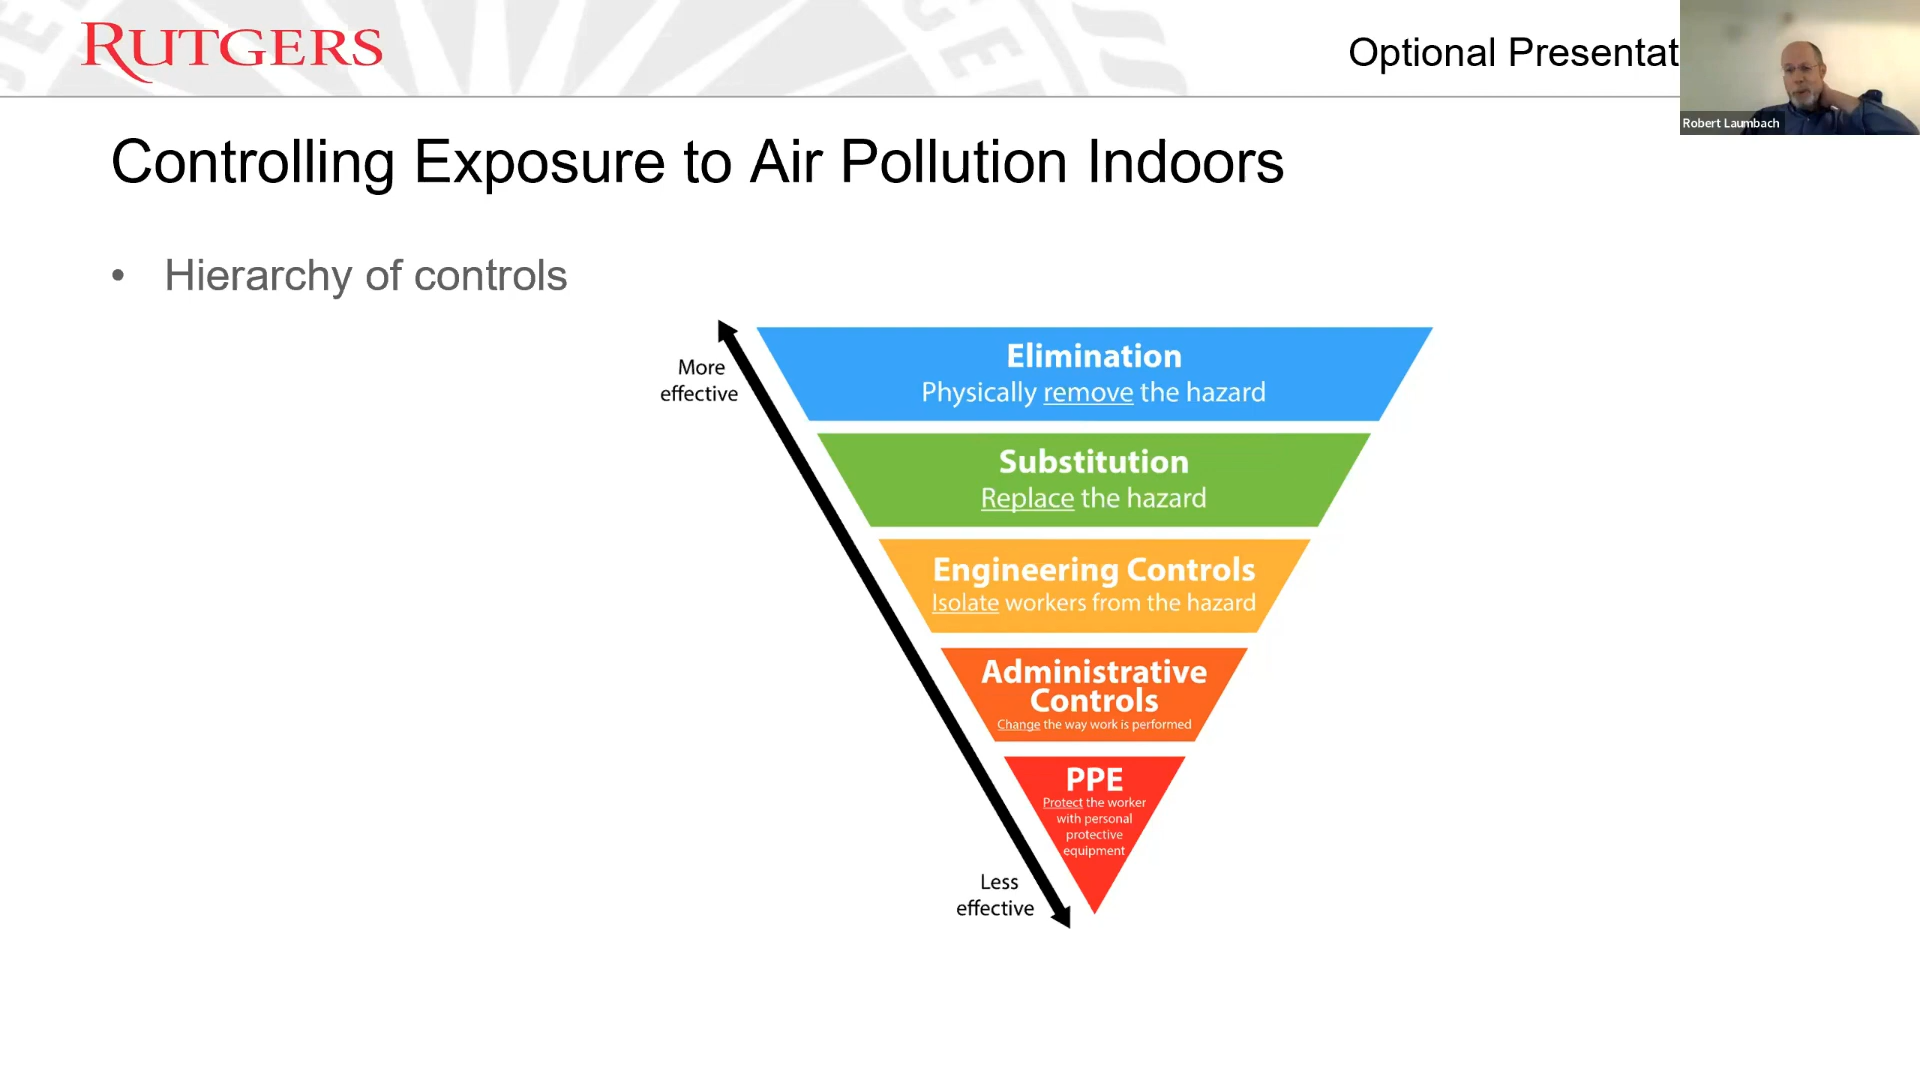 RUTGERS
Optional Presentat
Robert Laumbach
Controlling Exposure to Air Pollution Indoors
• Hierarchy of controls
More
effective
Elimination
Physically remove the hazard
Substitution
Replace the hazard
Engineering Controls
Isolate workers from the hazard
Administrative
Controls
Change the way work is performed
PPE
Protect the worker
with personal
protective
equipment
Less
effective